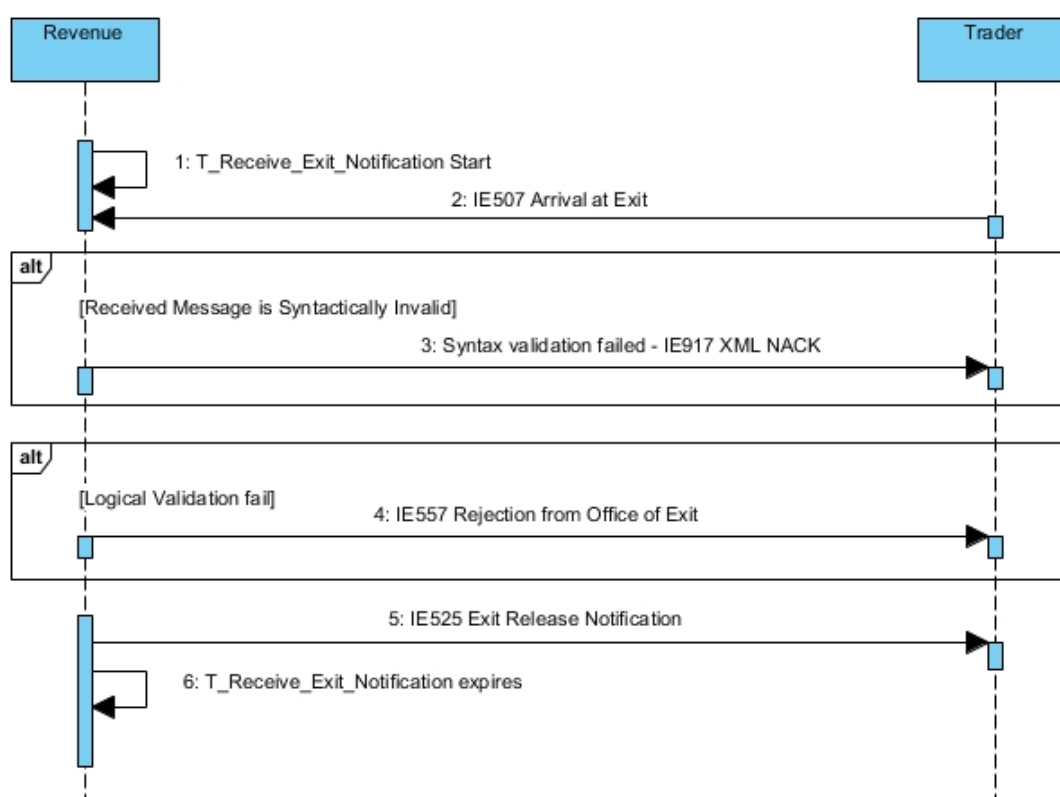 Revenue
Trader
1: T_Receive_Exit_Notification Start
2: IE507 Arrival at Exit
alt
[Received Message is Syntactically Invalid]
3: Syntax validation failed - IE917 XML NACK
alt
[Logical Validation fail]
4: IE557 Rejection from Office of Exit
5: IE525 Exit Release Notification
6: T_Receive_Exit_Notification expires